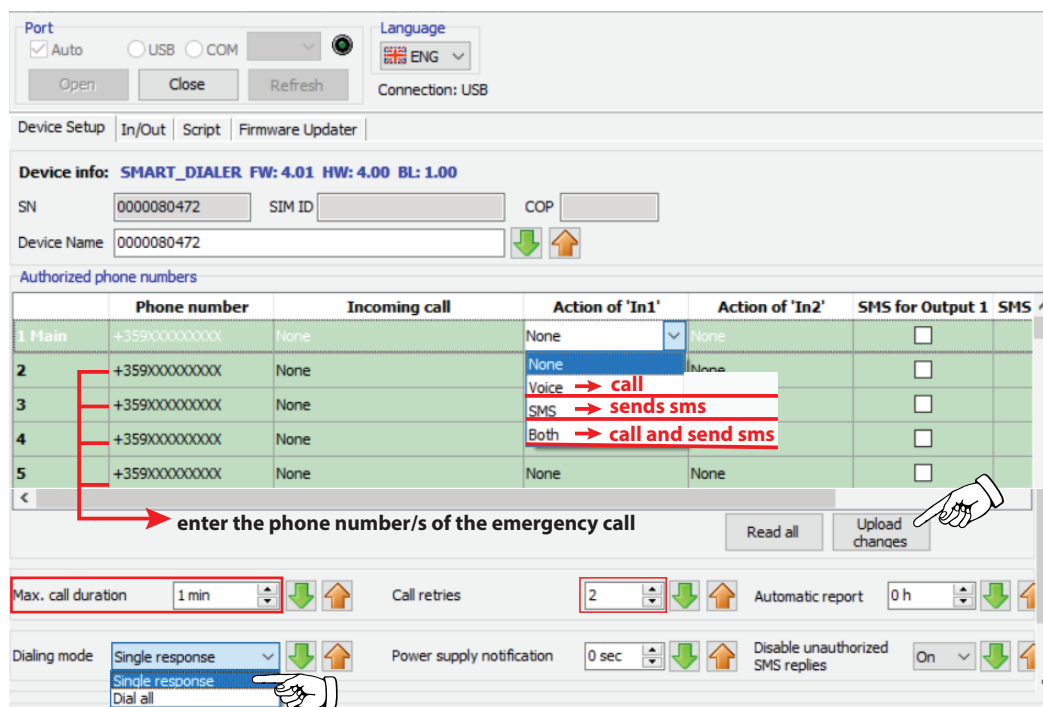 Port
Language
Auto
USB
COM
ENG
Open
Close
Refresh
Connection: USB
Device Setup
In/Out
Script
Firmware Updater
Device info: SMART_DIALER FW: 4.01 HW: 4.00 BL: 1.00
SN
0000080472
SIM ID
COP
Device Name
0000080472
Authorized phone numbers
Phone number
Incoming call
Action of 'In1'
Action of 'In2'
SMS for Output 1
SMS
1 Main
+359XXXXXXXXX
None
None
None
2
+359XXXXXXXXX
None
None
None
Voice
call
3
+359XXXXXXXXX
None
SMS
sends sms
4
+359XXXXXXXXX
None
Both
call and send sms
5
+359XXXXXXXXX
None
None
None
enter the phone number/s of the emergency call
Read all
Upload
changes
Max. call duration
1 min
Call retries
2
Automatic report
0 h
Dialing mode
Single response
Power supply notification
0 sec
Disable unauthorized
SMS replies
On
Single response
Dial all